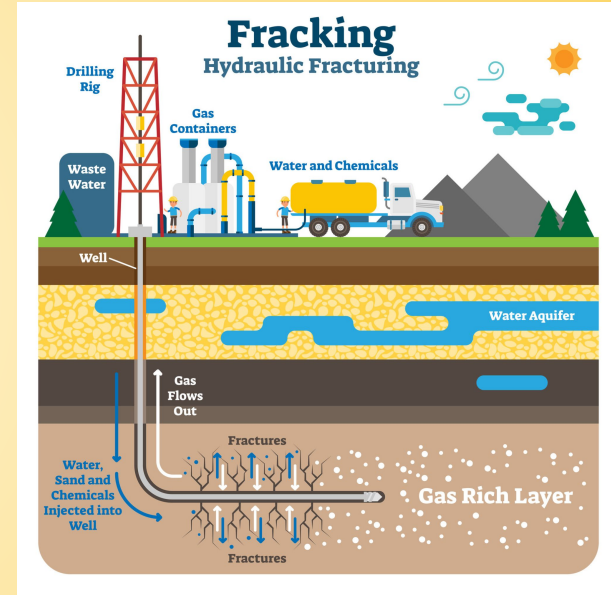 Fracking
Hydraulic Fracturing
Drilling
Rig
Gas
Containers
Water and Chemicals
Waste
Water
Well
Water Aquifer
Gas
Flows
Out
Fractures
Water,
Sand and
Chemicals
Injected into
Well
Gas Rich Layer
Fractures